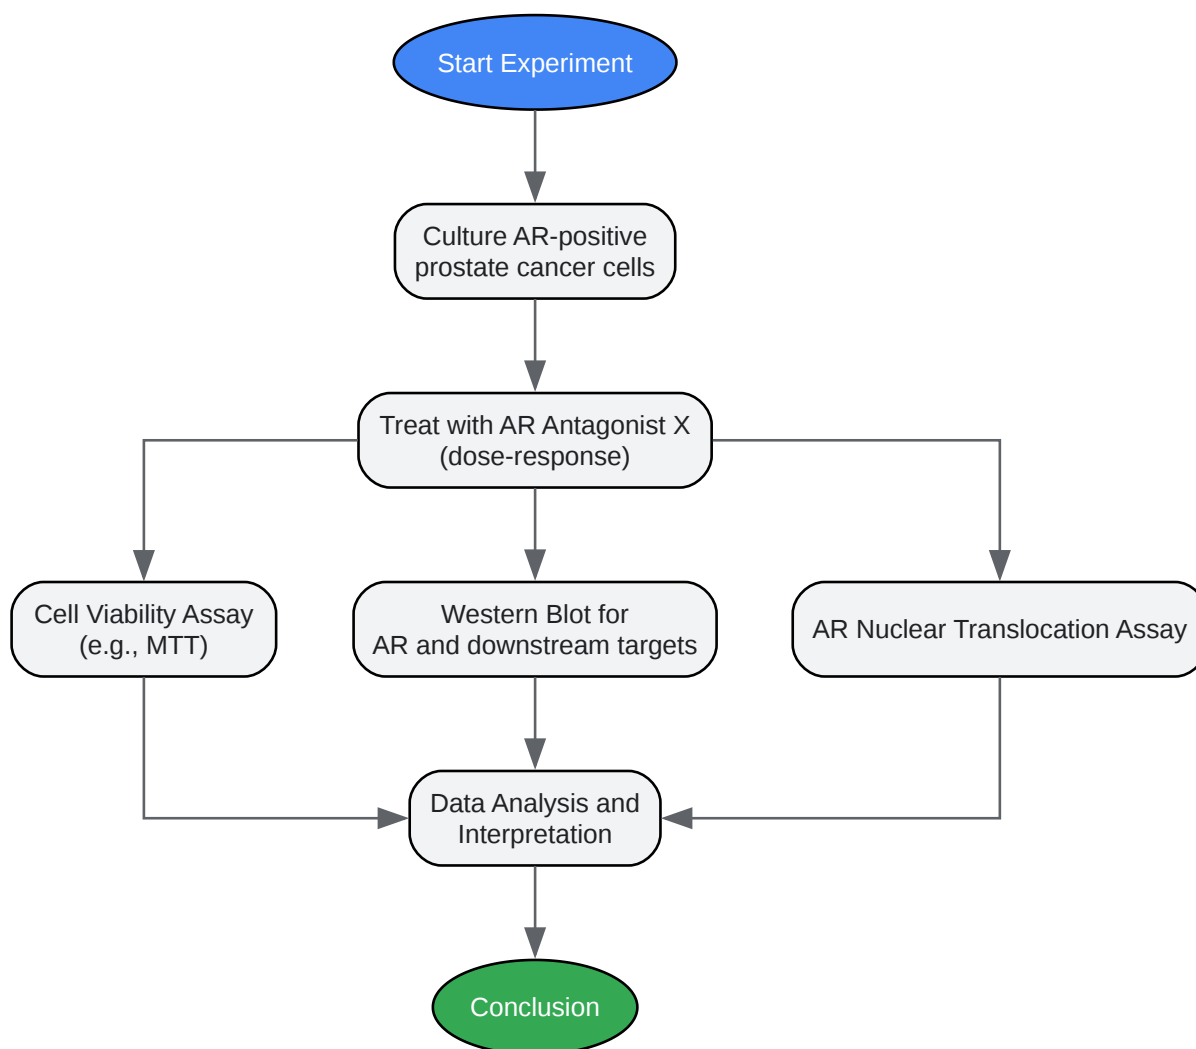 Start Experiment
Culture AR-positive
prostate cancer cells
Treat with AR Antagonist X
(dose-response)
Cell Viability Assay
(e.g., MTT)
Western Blot for
AR and downstream targets
AR Nuclear Translocation Assay
Data Analysis and
Interpretation
Conclusion